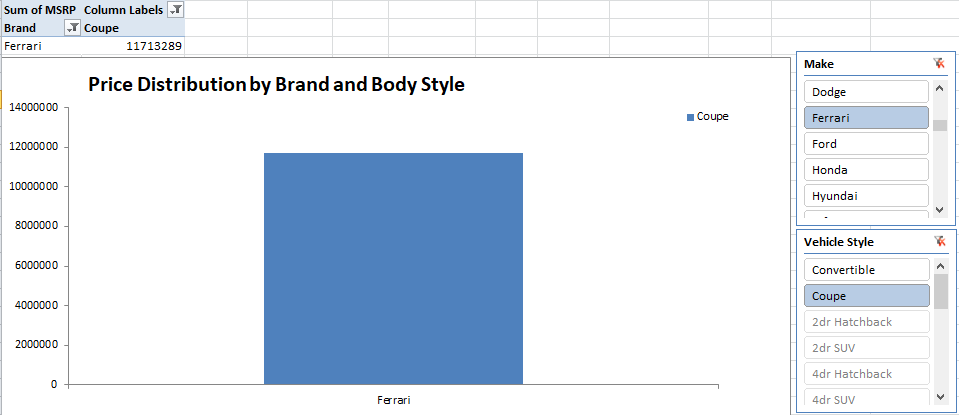 Sum of MSRP Column Labels
Brand Coupe
Ferrari 11713289
Price Distribution by Brand and Body Style
14000000
12000000
10000000
8000000
6000000
4000000
2000000
0
Ferrari
Coupe
Make
Dodge
Ferrari
Ford
Honda
Hyundai
Vehicle Style
Convertible
Coupe
2dr Hatchback
2dr SUV
4dr Hatchback
4dr SUV